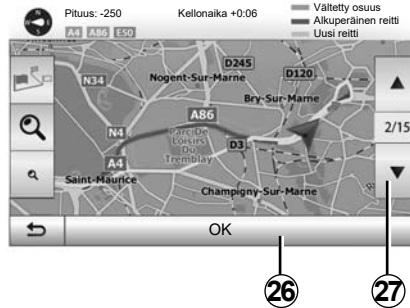 Pituus: -250 Kellonaika +0:06
Vältetty osuus
Alkuperäinen reitti
Uusi reitti
A4 A86 E50
S
D245
D120
N34
Nogent-Sur-Marne
Bry-Sur-Marne
A86
2/15
N4
Parc De
Loisirs
Du
Tremblay
D3
A4
Saint-Maurice
Champigny-Sur-Marne
OK
26
27